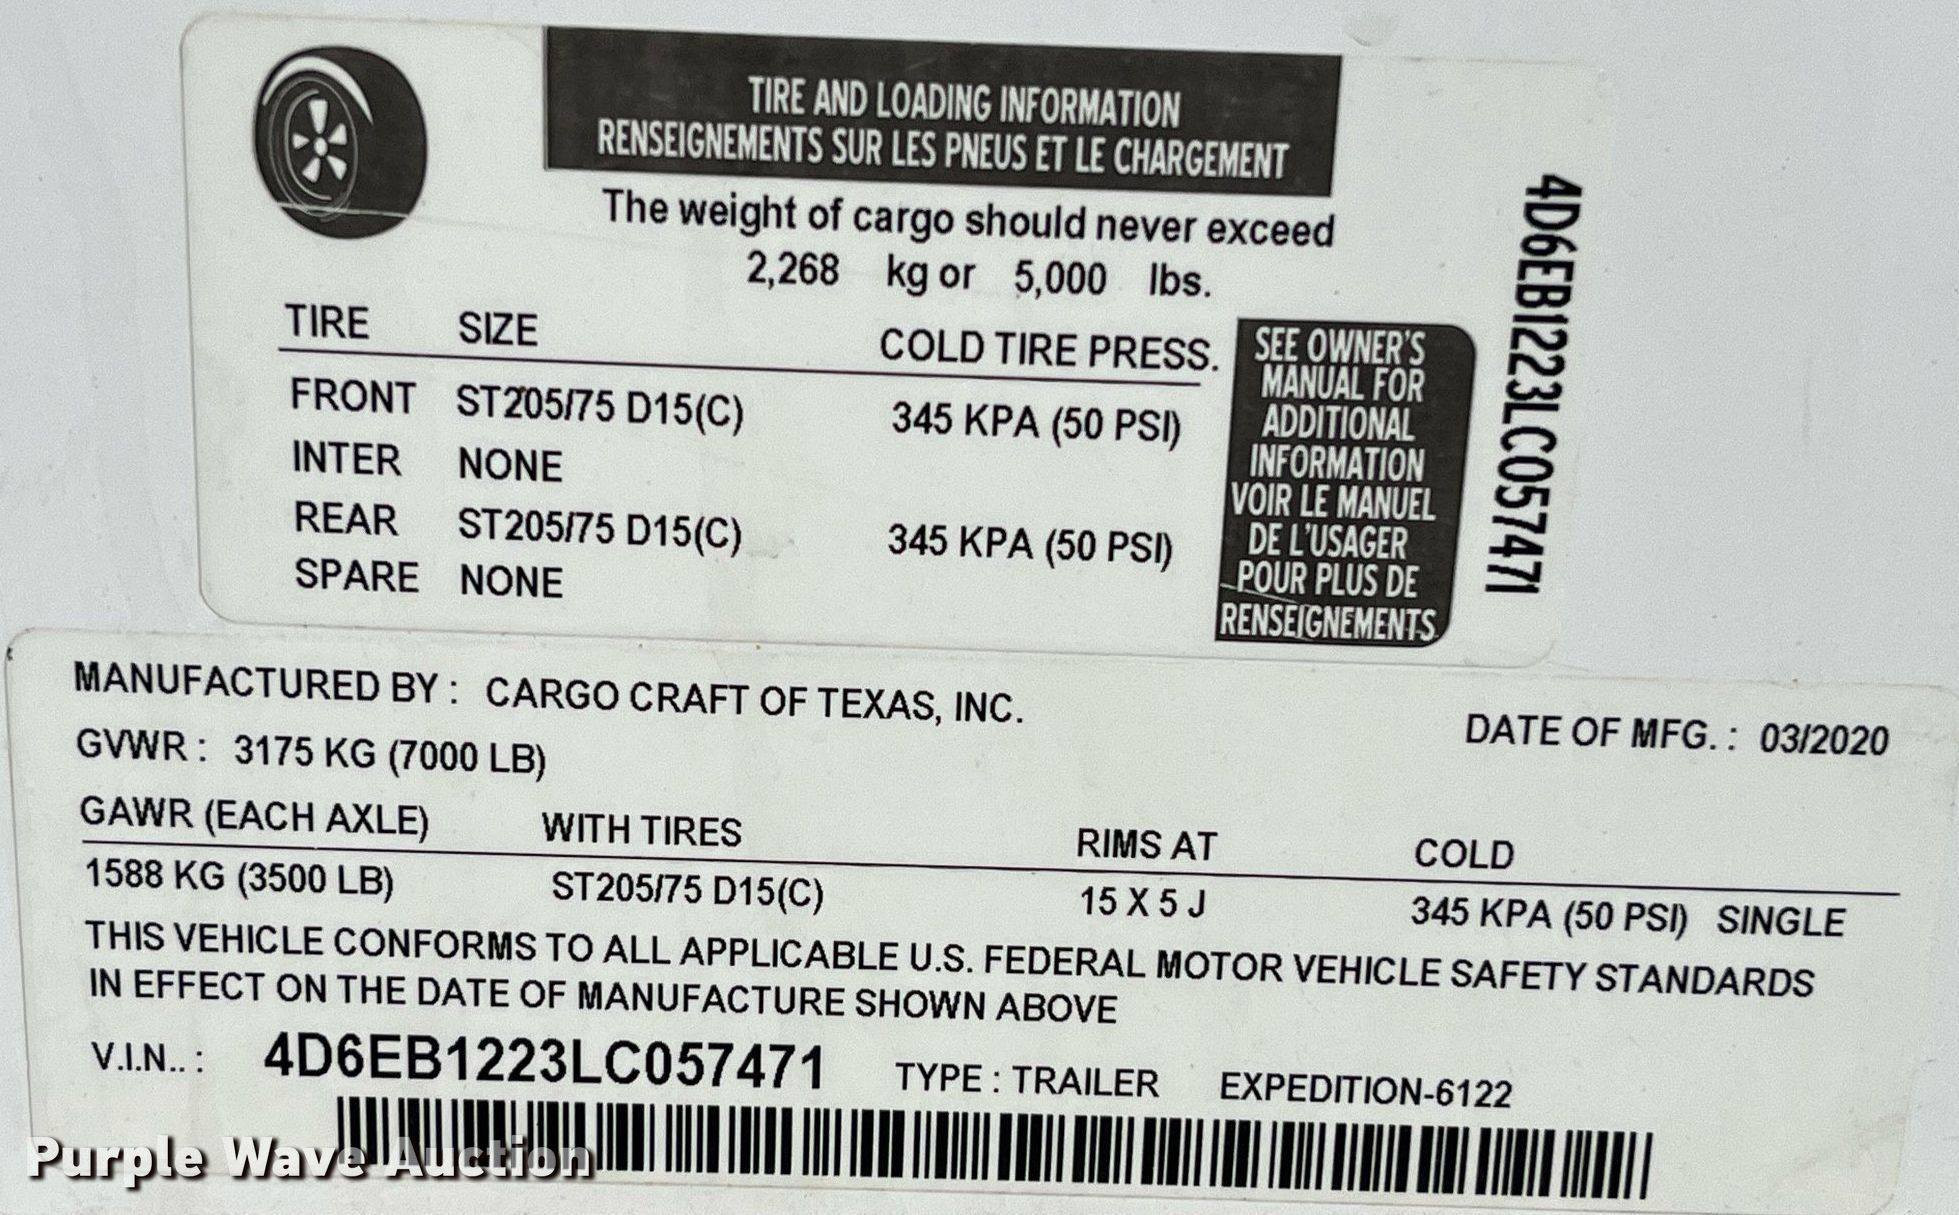 TIRE AND LOADING INFORMATION
RENSEIGNEMENTS SUR LES PNEUS ET LE CHARGEMENT
The weight of cargo should never exceed
2,268 kg or 5,000 lbs.
TIRE SIZE COLD TIRE PRESS.
FRONT ST205/75 D15(C) 345 KPA (50 PSI)
INTER NONE
REAR ST205/75 D15(C) 345 KPA (50 PSI)
SPARE NONE
SEE OWNER'S
MANUAL FOR
ADDITIONAL
INFORMATION
VOIR LE MANUEL
DE L'USAGER
POUR PLUS DE
RENSEIGNEMENTS
4D6EB1223LC057471
MANUFACTURED BY : CARGO CRAFT OF TEXAS, INC.
DATE OF MFG. : 03/2020
GVWR : 3175 KG (7000 LB)
GAWR (EACH AXLE) WITH TIRES RIMS AT COLD
1588 KG (3500 LB) ST205/75 D15(C) 15 X 5 J 345 KPA (50 PSI) SINGLE
THIS VEHICLE CONFORMS TO ALL APPLICABLE U.S. FEDERAL MOTOR VEHICLE SAFETY STANDARDS
IN EFFECT ON THE DATE OF MANUFACTURE SHOWN ABOVE
V.I.N.. : 4D6EB1223LC057471 TYPE : TRAILER EXPEDITION-6122
Purple Wave Auction